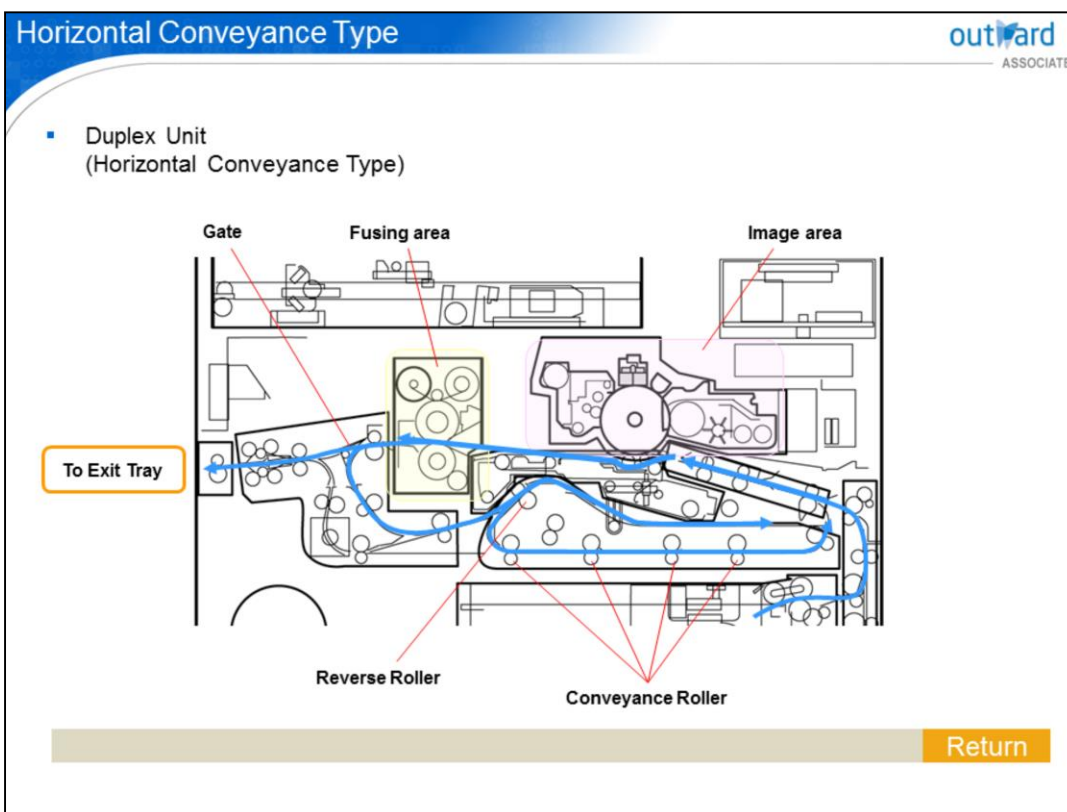 Horizontal Conveyance Type
outward
ASSOCIATE
Duplex Unit
(Horizontal Conveyance Type)
Gate
Fusing area
Image area
To Exit Tray
Reverse Roller
Conveyance Roller
Return